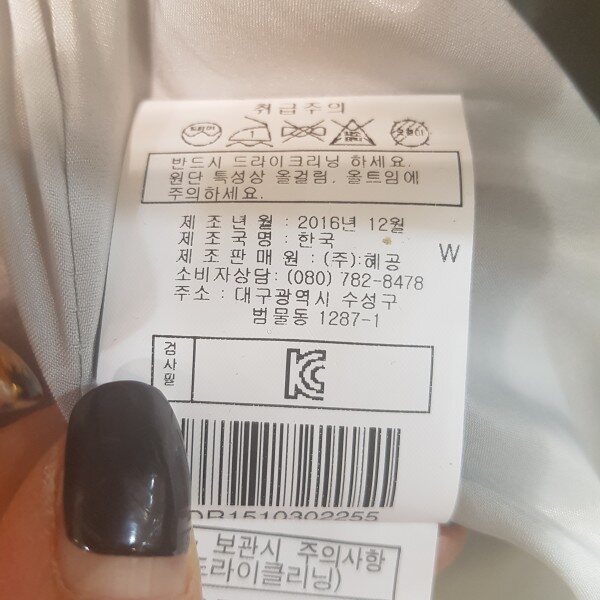 취급주의
반드시 드라이크리닝 하세요.
원단 특성상 올걸림, 올트임에
주의하세요.
제조년월 : 2016년 12월
제조국명 : 한국
제조판매원 : (주)혜공
W
소비자상담: (080) 782-8478
주소 : 대구광역시 수성구
범물동 1287-1
검사필
KC
1510302255
보관시 주의사항
드라이클리닝)